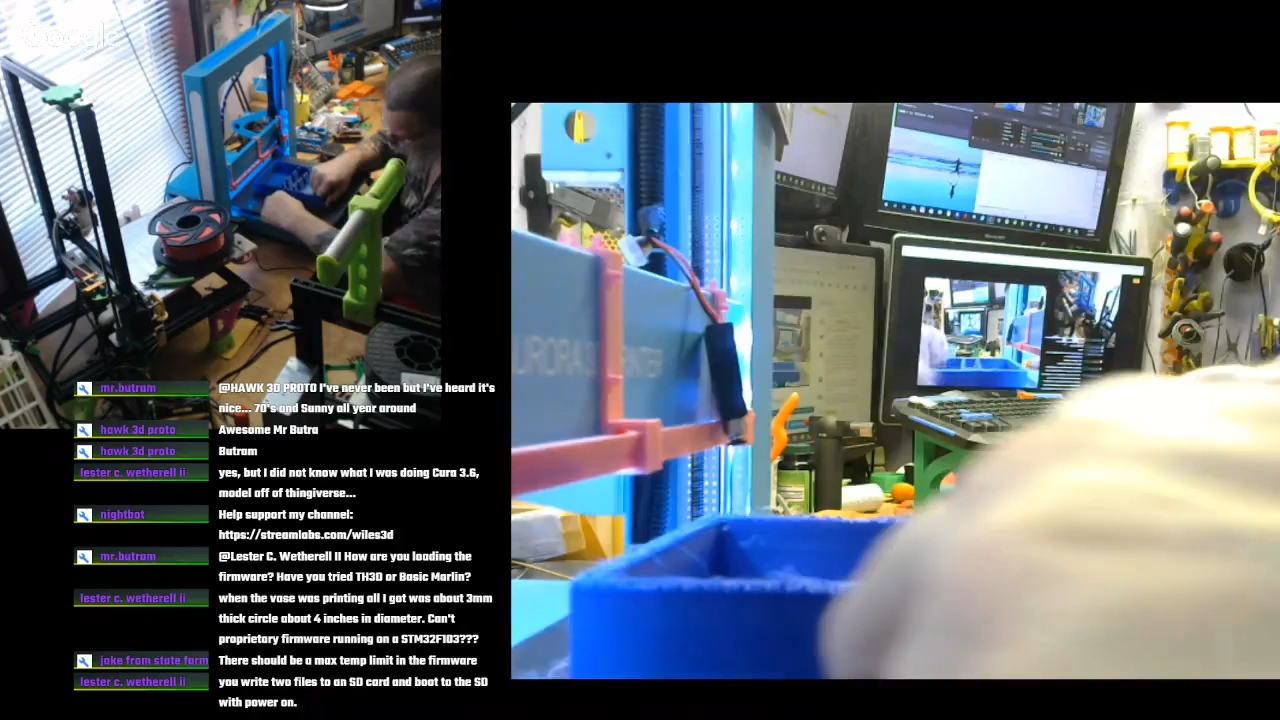 Google
mr.butram
@HAWK 3D PROTO I've never been but I've heard it's
nice... 70's and Sunny all year around
hawk 3d proto
Awesome Mr Butra
hawk 3d proto
Butram
lester c. wetherell ii
yes, but I did not know what I was doing Cura 3.6,
model off of thingiverse...
nightbot
Help support my channel:
https://streamlabs.com/wiles3d
mr.butram
@Lester C. Wetherell II How are you loading the
firmware? Have you tried TH3D or Basic Marlin?
lester c. wetherell ii
when the vase was printing all I got was about 3mm
thick circle about 4 inches in diameter. Can't
proprietary firmware running on a STM32F103???
jake from state farm
There should be a max temp limit in the firmware
lester c. wetherell ii
you write two files to an SD card and boot to the SD
with power on.